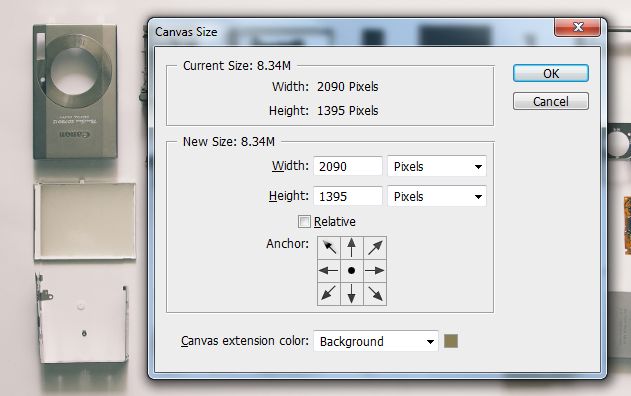 Canvas Size
Current Size: 8.34M
Width: 2090 Pixels
Height: 1395 Pixels
OK
Cancel
New Size: 8.34M
Width: 2090 Pixels
Height: 1395 Pixels
Relative
Anchor:
Canvas extension color: Background
Canon